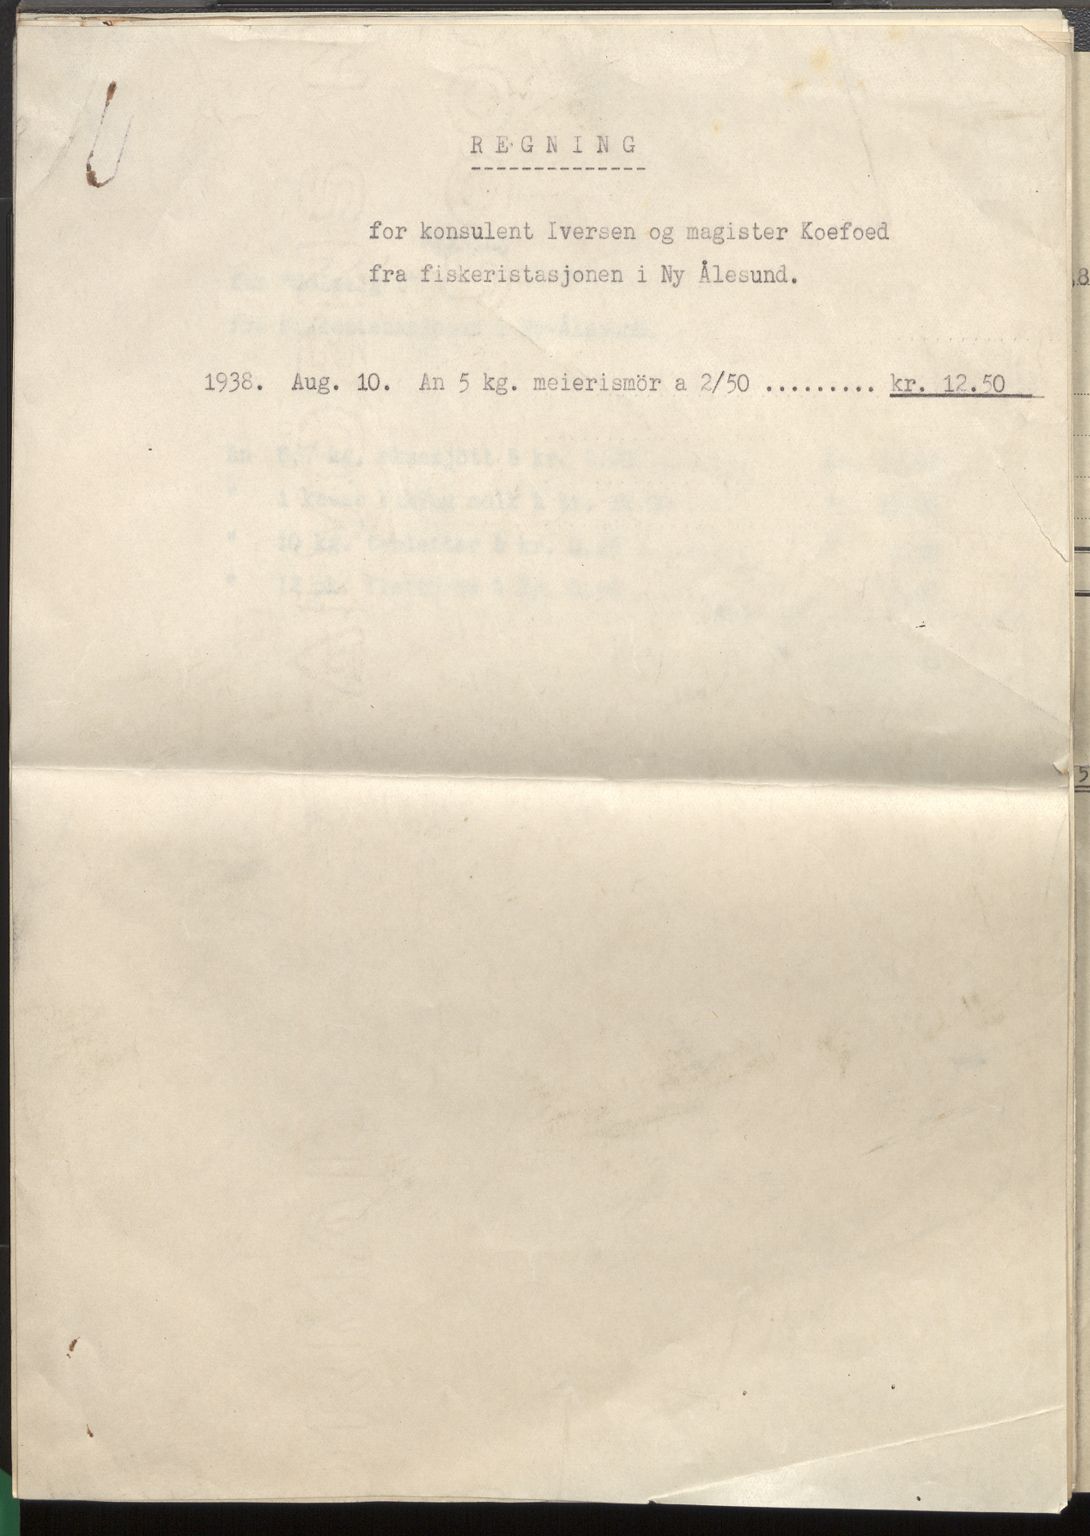 REGNING
for konsulent Iversen og magister Koefoed
fra fiskeristasjonen i Ny Ålesund.
1938. Aug. 10. An 5 kg. meierismör a 2/50 ......... kr. 12.50